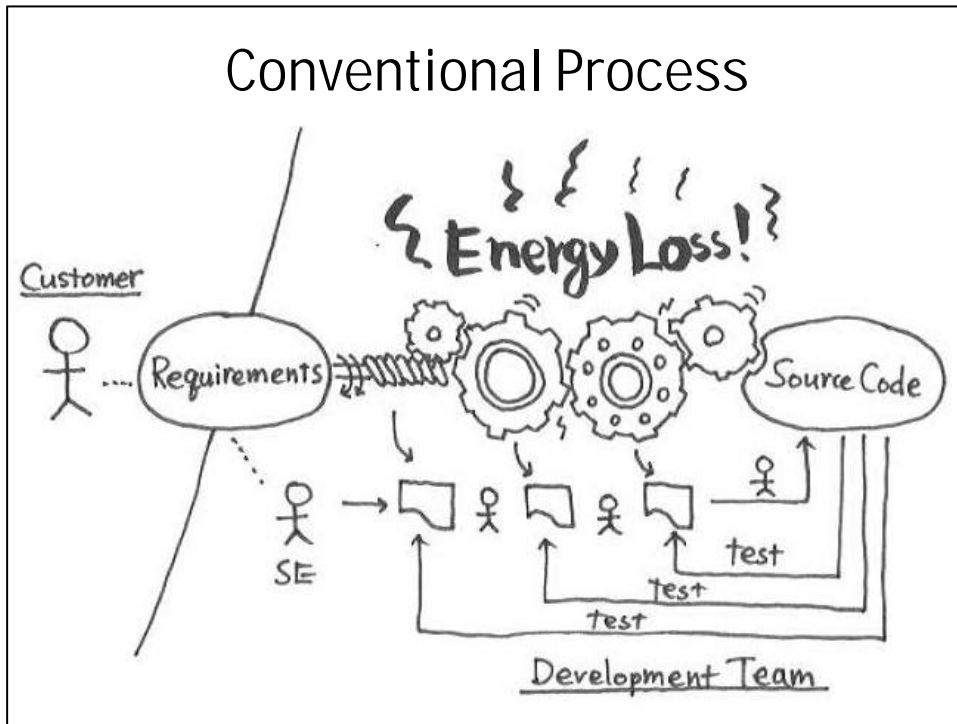 Conventional Process
Energy Loss!
Customer
Requirements
Source Code
SE
test
test
test
Development Team